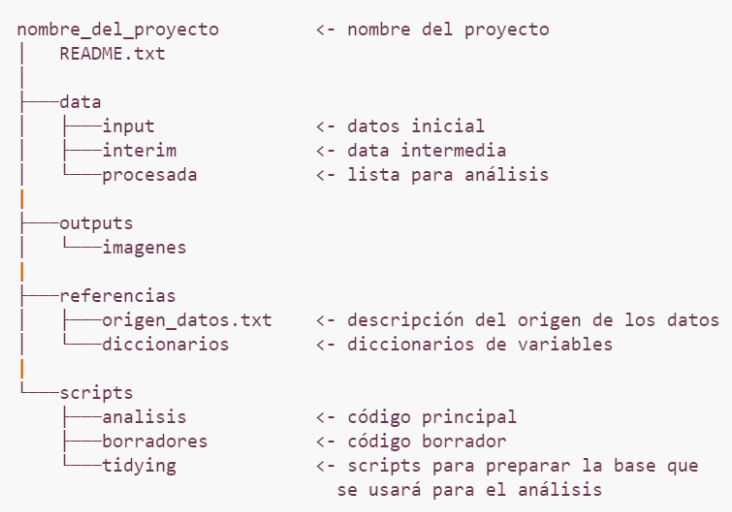 nombre_del_proyecto <- nombre del proyecto
README.txt
data
input <- datos inicial
interim <- data intermedia
procesada <- lista para análisis
outputs
imagenes
referencias
origen_datos.txt <- descripción del origen de los datos
diccionarios <- diccionarios de variables
scripts
analisis <- código principal
borradores <- código borrador
tidying <- scripts para preparar la base que
se usará para el análisis